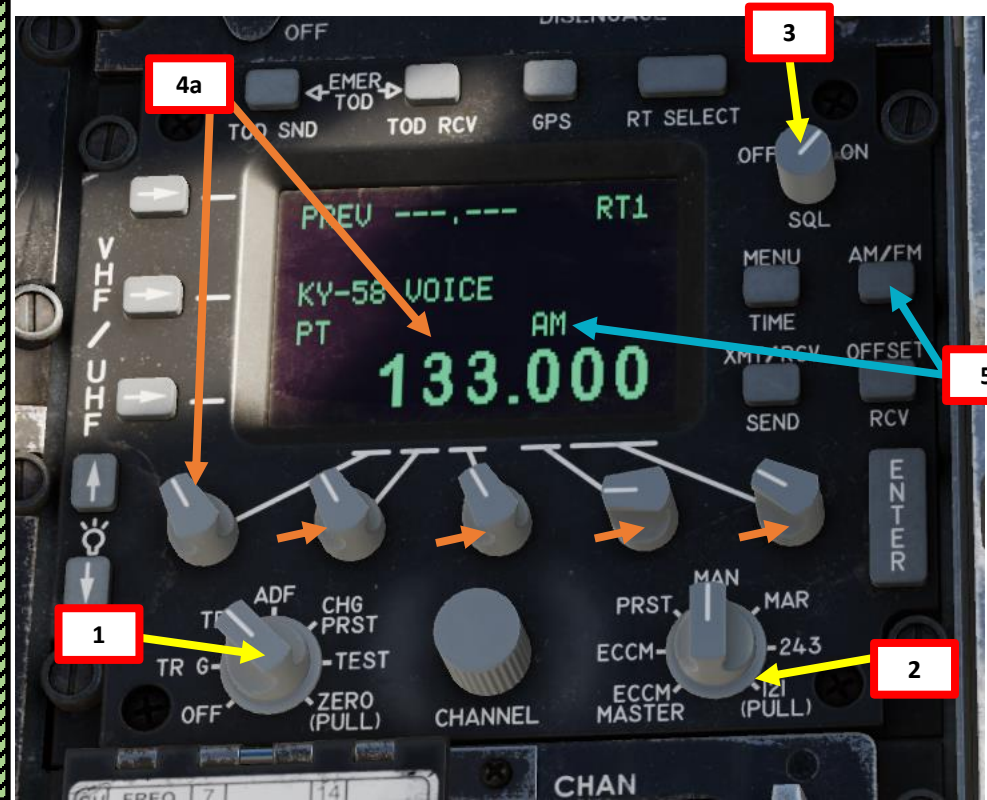 DISENGAGE
OFF
3
4a
EMER
TOD
TOD SND
TOD RCV
GPS
RT SELECT
OFF
ON
SQL
PREV ---.---
RT1
VHF/UHF
KY-58 VOICE
PT
AM
133.000
MENU
AM/FM
TIME
XMT/RCV
OFFSET
SEND
RCV
5
ENTER
ADF
CHG
PRST
TR G
TEST
OFF
ZERO
(PULL)
1
CHANNEL
MAN
PRST
MAR
ECCM
243
ECCM
MASTER
121
(PULL)
2
CHAN
FREQ
7
14